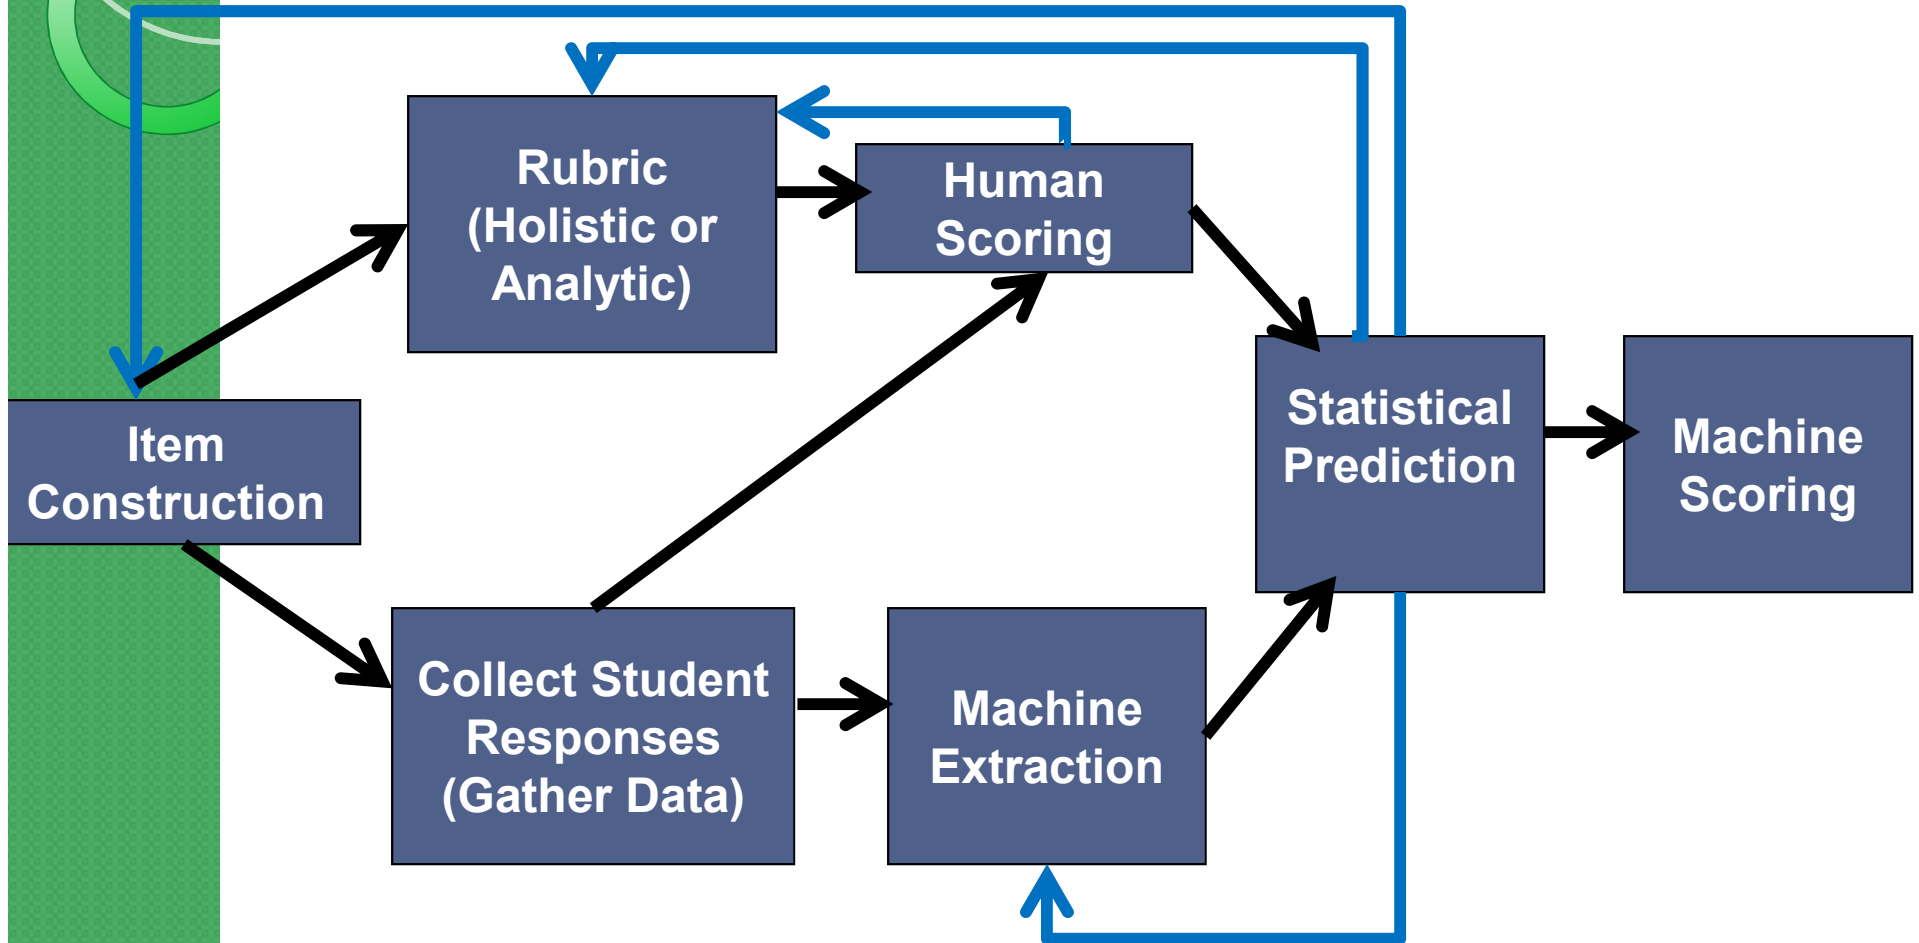 Rubric
(Holistic or
Analytic)
Human
Scoring
Item
Construction
Statistical
Prediction
Machine
Scoring
Collect Student
Responses
(Gather Data)
Machine
Extraction